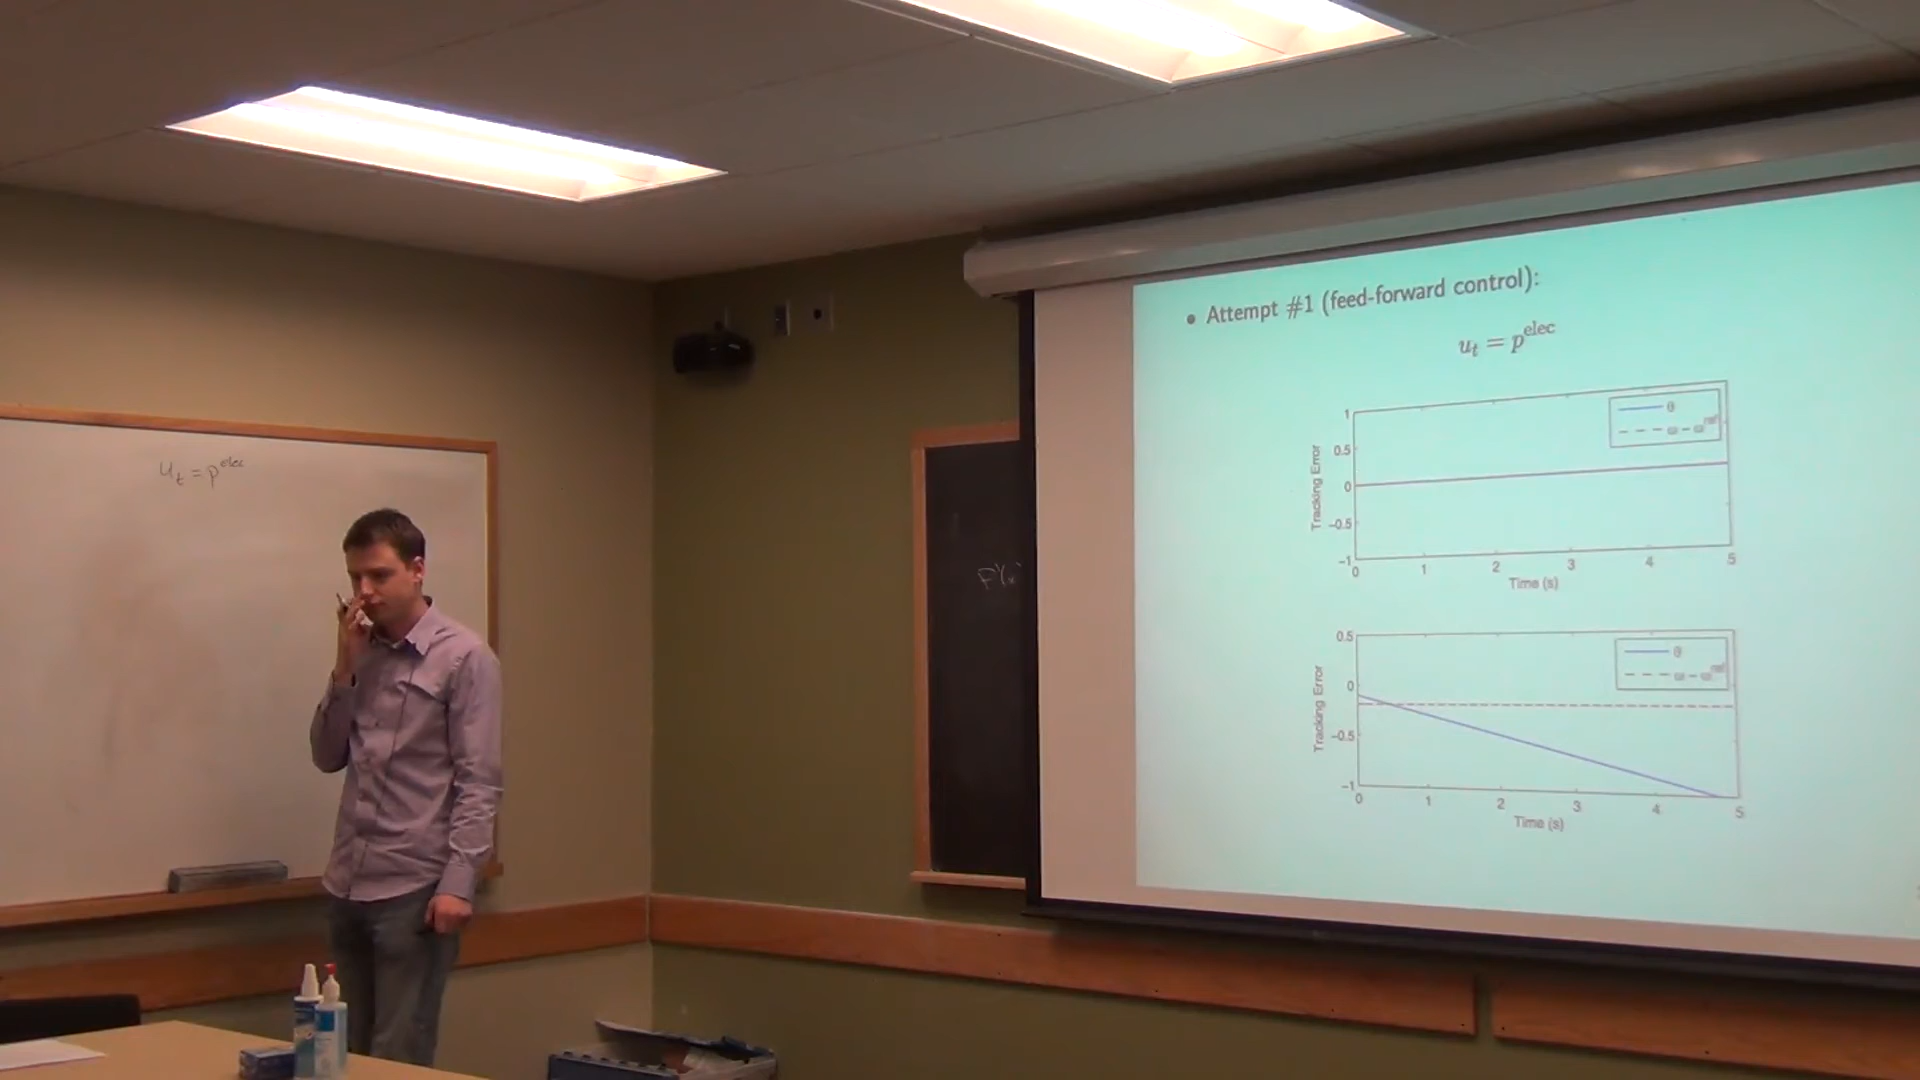 u_t = p^elec
F'(x
• Attempt #1 (feed-forward control):
u_t = p^elec
1
0.5
0
−0.5
−1
Tracking Error
θ
ω − ω^ref
0 1 2 3 4 5
Time (s)
0.5
0
−0.5
−1
Tracking Error
θ
ω − ω^ref
0 1 2 3 4 5
Time (s)